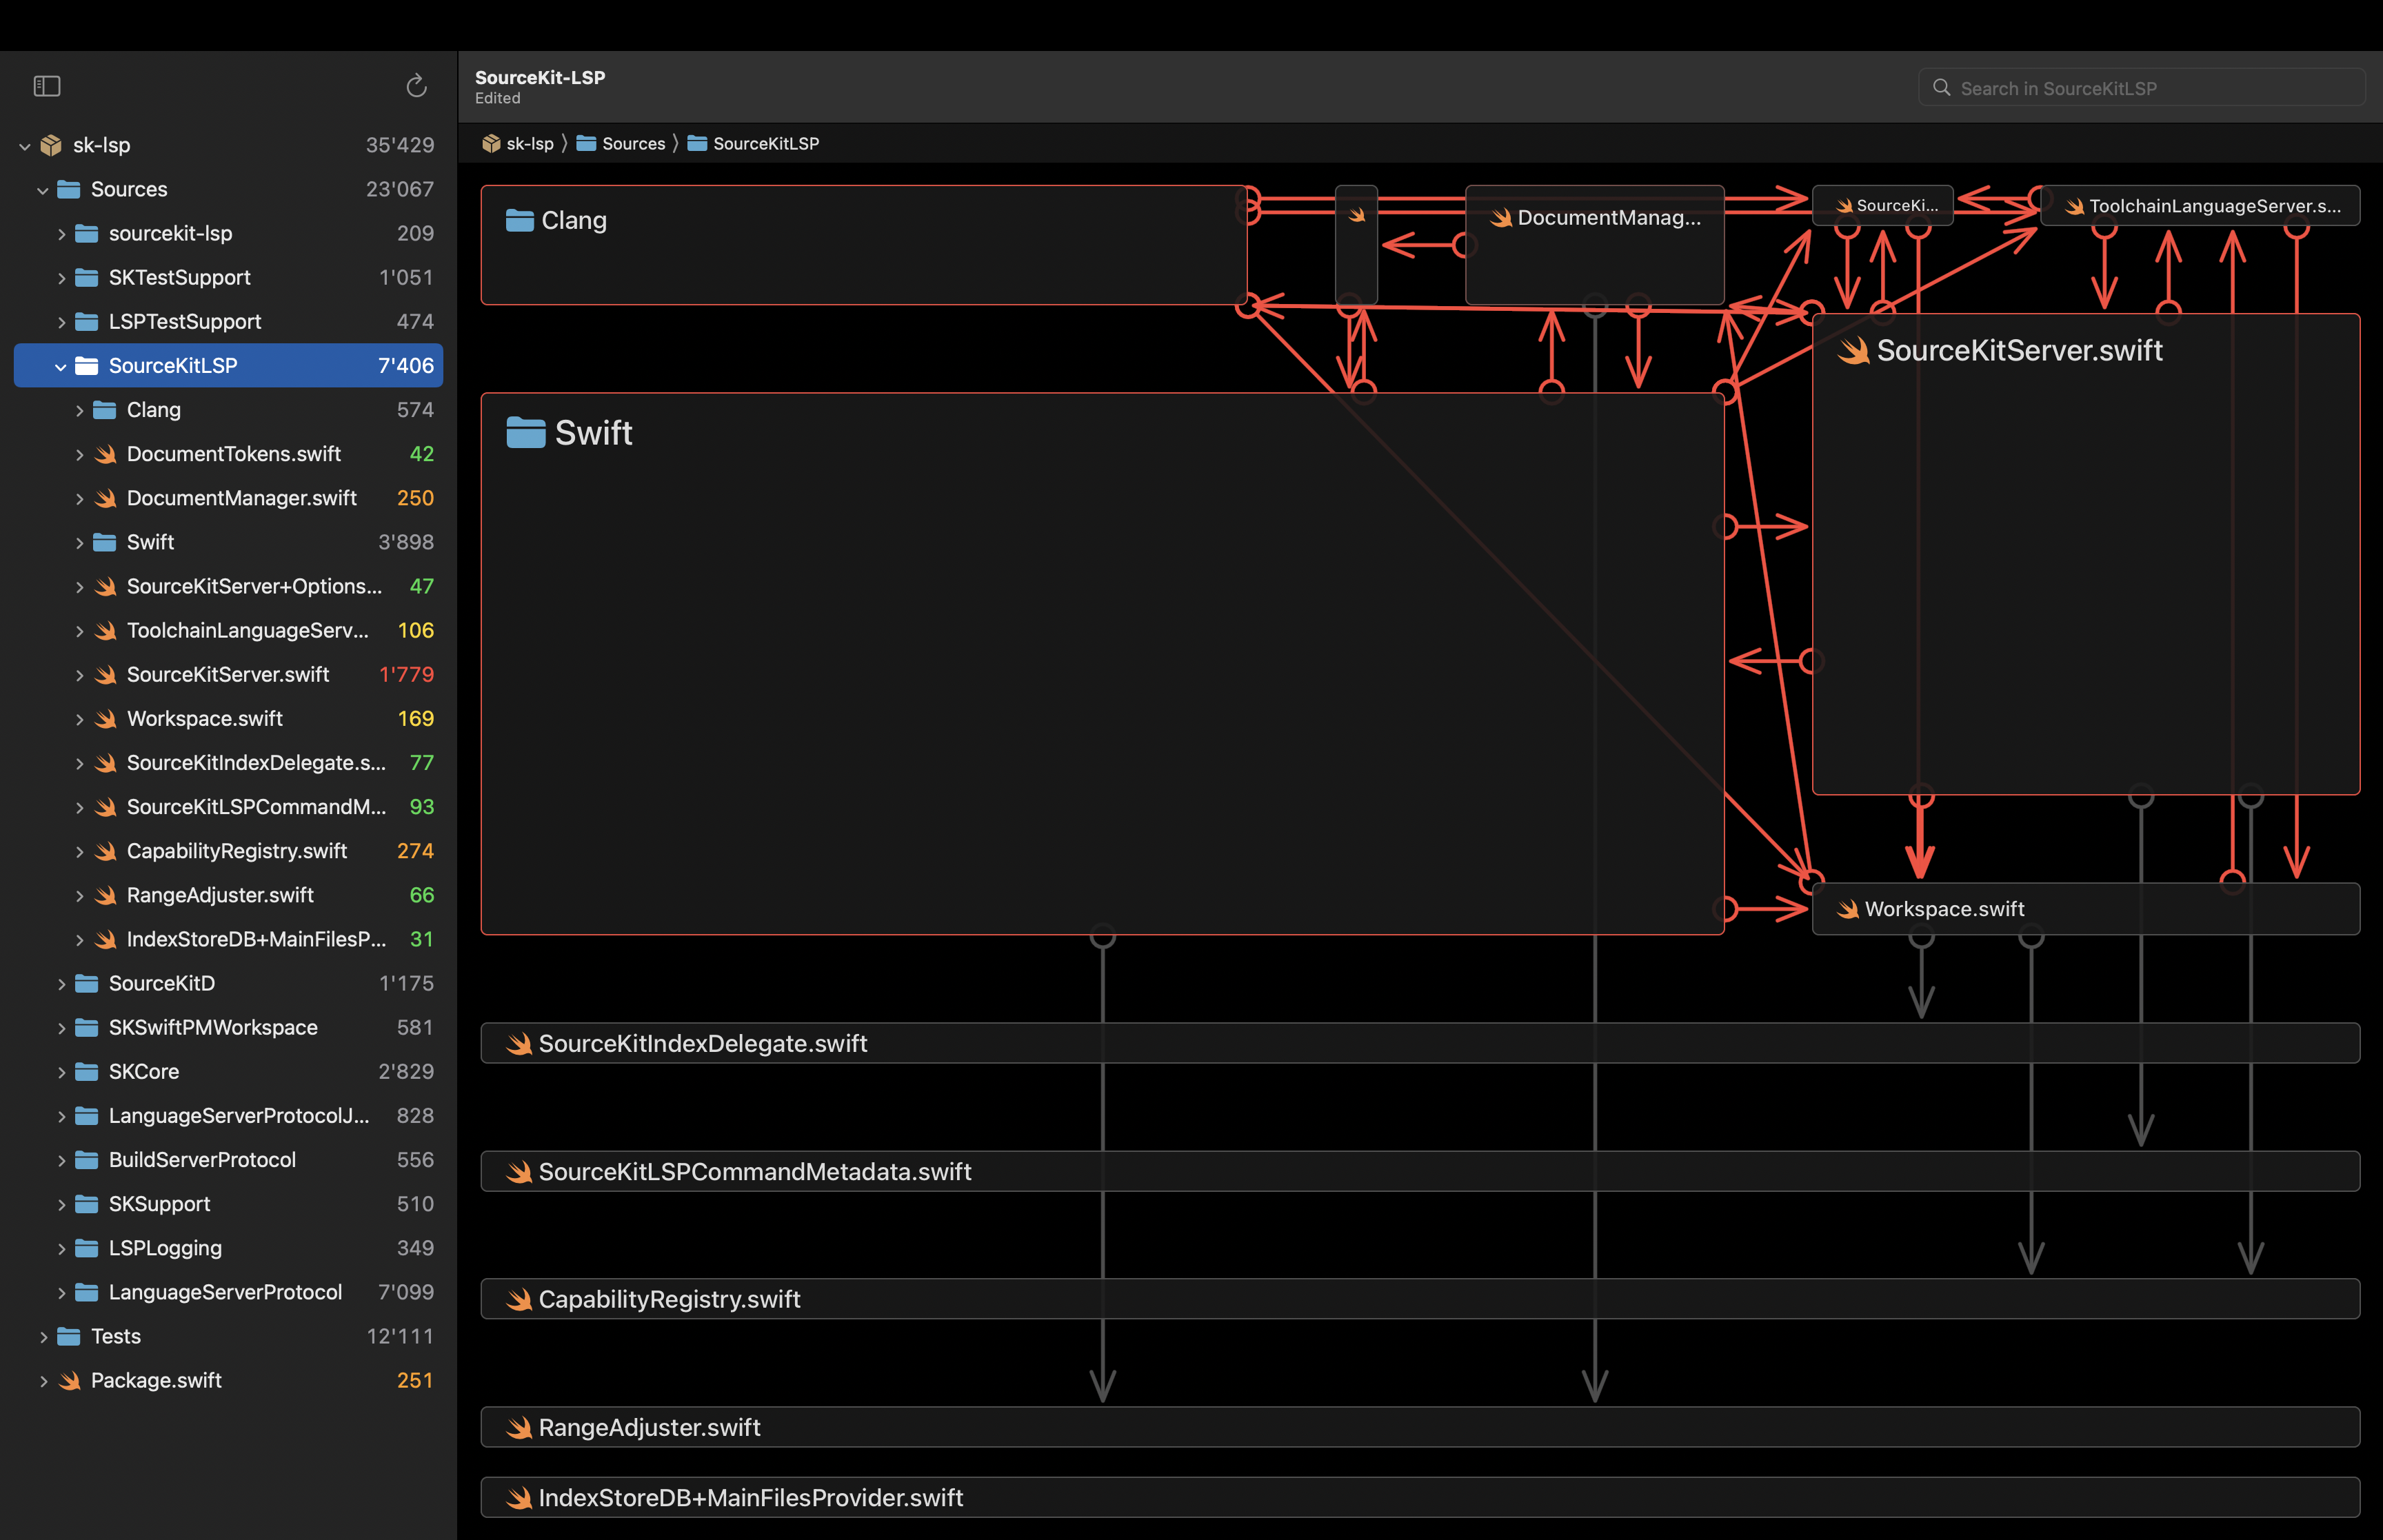 sk-lsp 35'429
Sources 23'067
sourcekit-lsp 209
SKTestSupport 1'051
LSPTestSupport 474
SourceKitLSP 7'406
Clang 574
DocumentTokens.swift 42
DocumentManager.swift 250
Swift 3'898
SourceKitServer+Options... 47
ToolchainLanguageServ... 106
SourceKitServer.swift 1'779
Workspace.swift 169
SourceKitIndexDelegate.s... 77
SourceKitLSPCommandM... 93
CapabilityRegistry.swift 274
RangeAdjuster.swift 66
IndexStoreDB+MainFilesP... 31
SourceKitD 1'175
SKSwiftPMWorkspace 581
SKCore 2'829
LanguageServerProtocolJ... 828
BuildServerProtocol 556
SKSupport 510
LSPLogging 349
LanguageServerProtocol 7'099
Tests 12'111
Package.swift 251
SourceKit-LSP
Edited
Search in SourceKitLSP
sk-lsp 〉 Sources 〉 SourceKitLSP
Clang
DocumentManag...
SourceKi...
ToolchainLanguageServer.s...
SourceKitServer.swift
Swift
Workspace.swift
SourceKitIndexDelegate.swift
SourceKitLSPCommandMetadata.swift
CapabilityRegistry.swift
RangeAdjuster.swift
IndexStoreDB+MainFilesProvider.swift